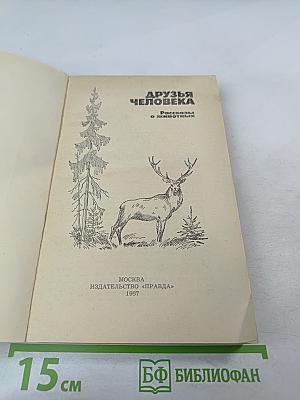 ДРУЗЬЯ
ЧЕЛОВЕКА
Рассказы
о животных
МОСКВА
ИЗДАТЕЛЬСТВО «ПРАВДА»
1987
15 см
БФ БИБЛИОФАН